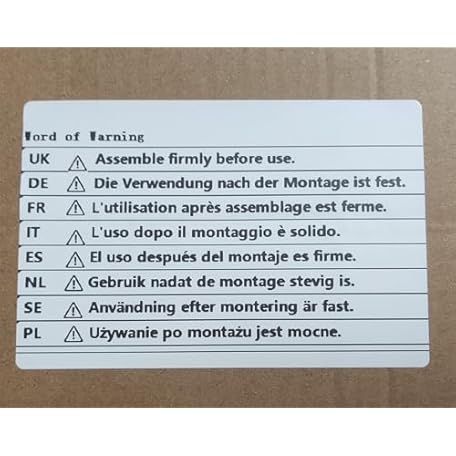 Word of Warning
UK ⚠ Assemble firmly before use.
DE ⚠ Die Verwendung nach der Montage ist fest.
FR ⚠ L'utilisation après assemblage est ferme.
IT ⚠ L'uso dopo il montaggio è solido.
ES ⚠ El uso después del montaje es firme.
NL ⚠ Gebruik nadat de montage stevig is.
SE ⚠ Användning efter montering är fast.
PL ⚠ Używanie po montażu jest mocne.